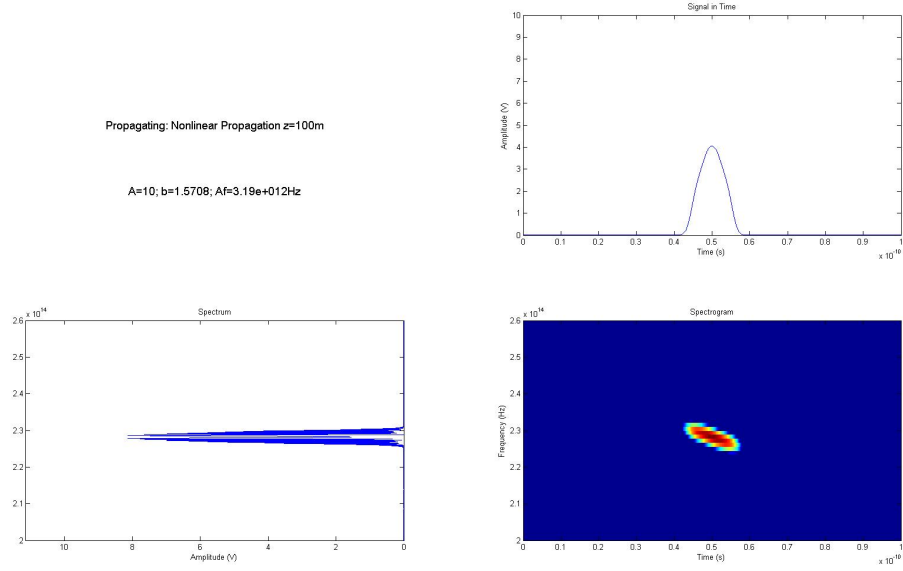 Signal in Time
Amplitude (V)
10
9
8
7
6
5
4
3
2
1
0
0 0.1 0.2 0.3 0.4 0.5 0.6 0.7 0.8 0.9 1
Time (s)
x 10^-10
Propagating: Nonlinear Propagation z=100m
A=10; b=1.5708; Af=3.19e+012Hz
x 10^14
Spectrum
2.6
2.5
2.4
2.3
2.2
2.1
2
10 8 6 4 2 0
Amplitude (V)
x 10^14
Spectrogram
Frequency (Hz)
2.6
2.5
2.4
2.3
2.2
2.1
2
0 0.1 0.2 0.3 0.4 0.5 0.6 0.7 0.8 0.9 1
Time (s)
x 10^-10